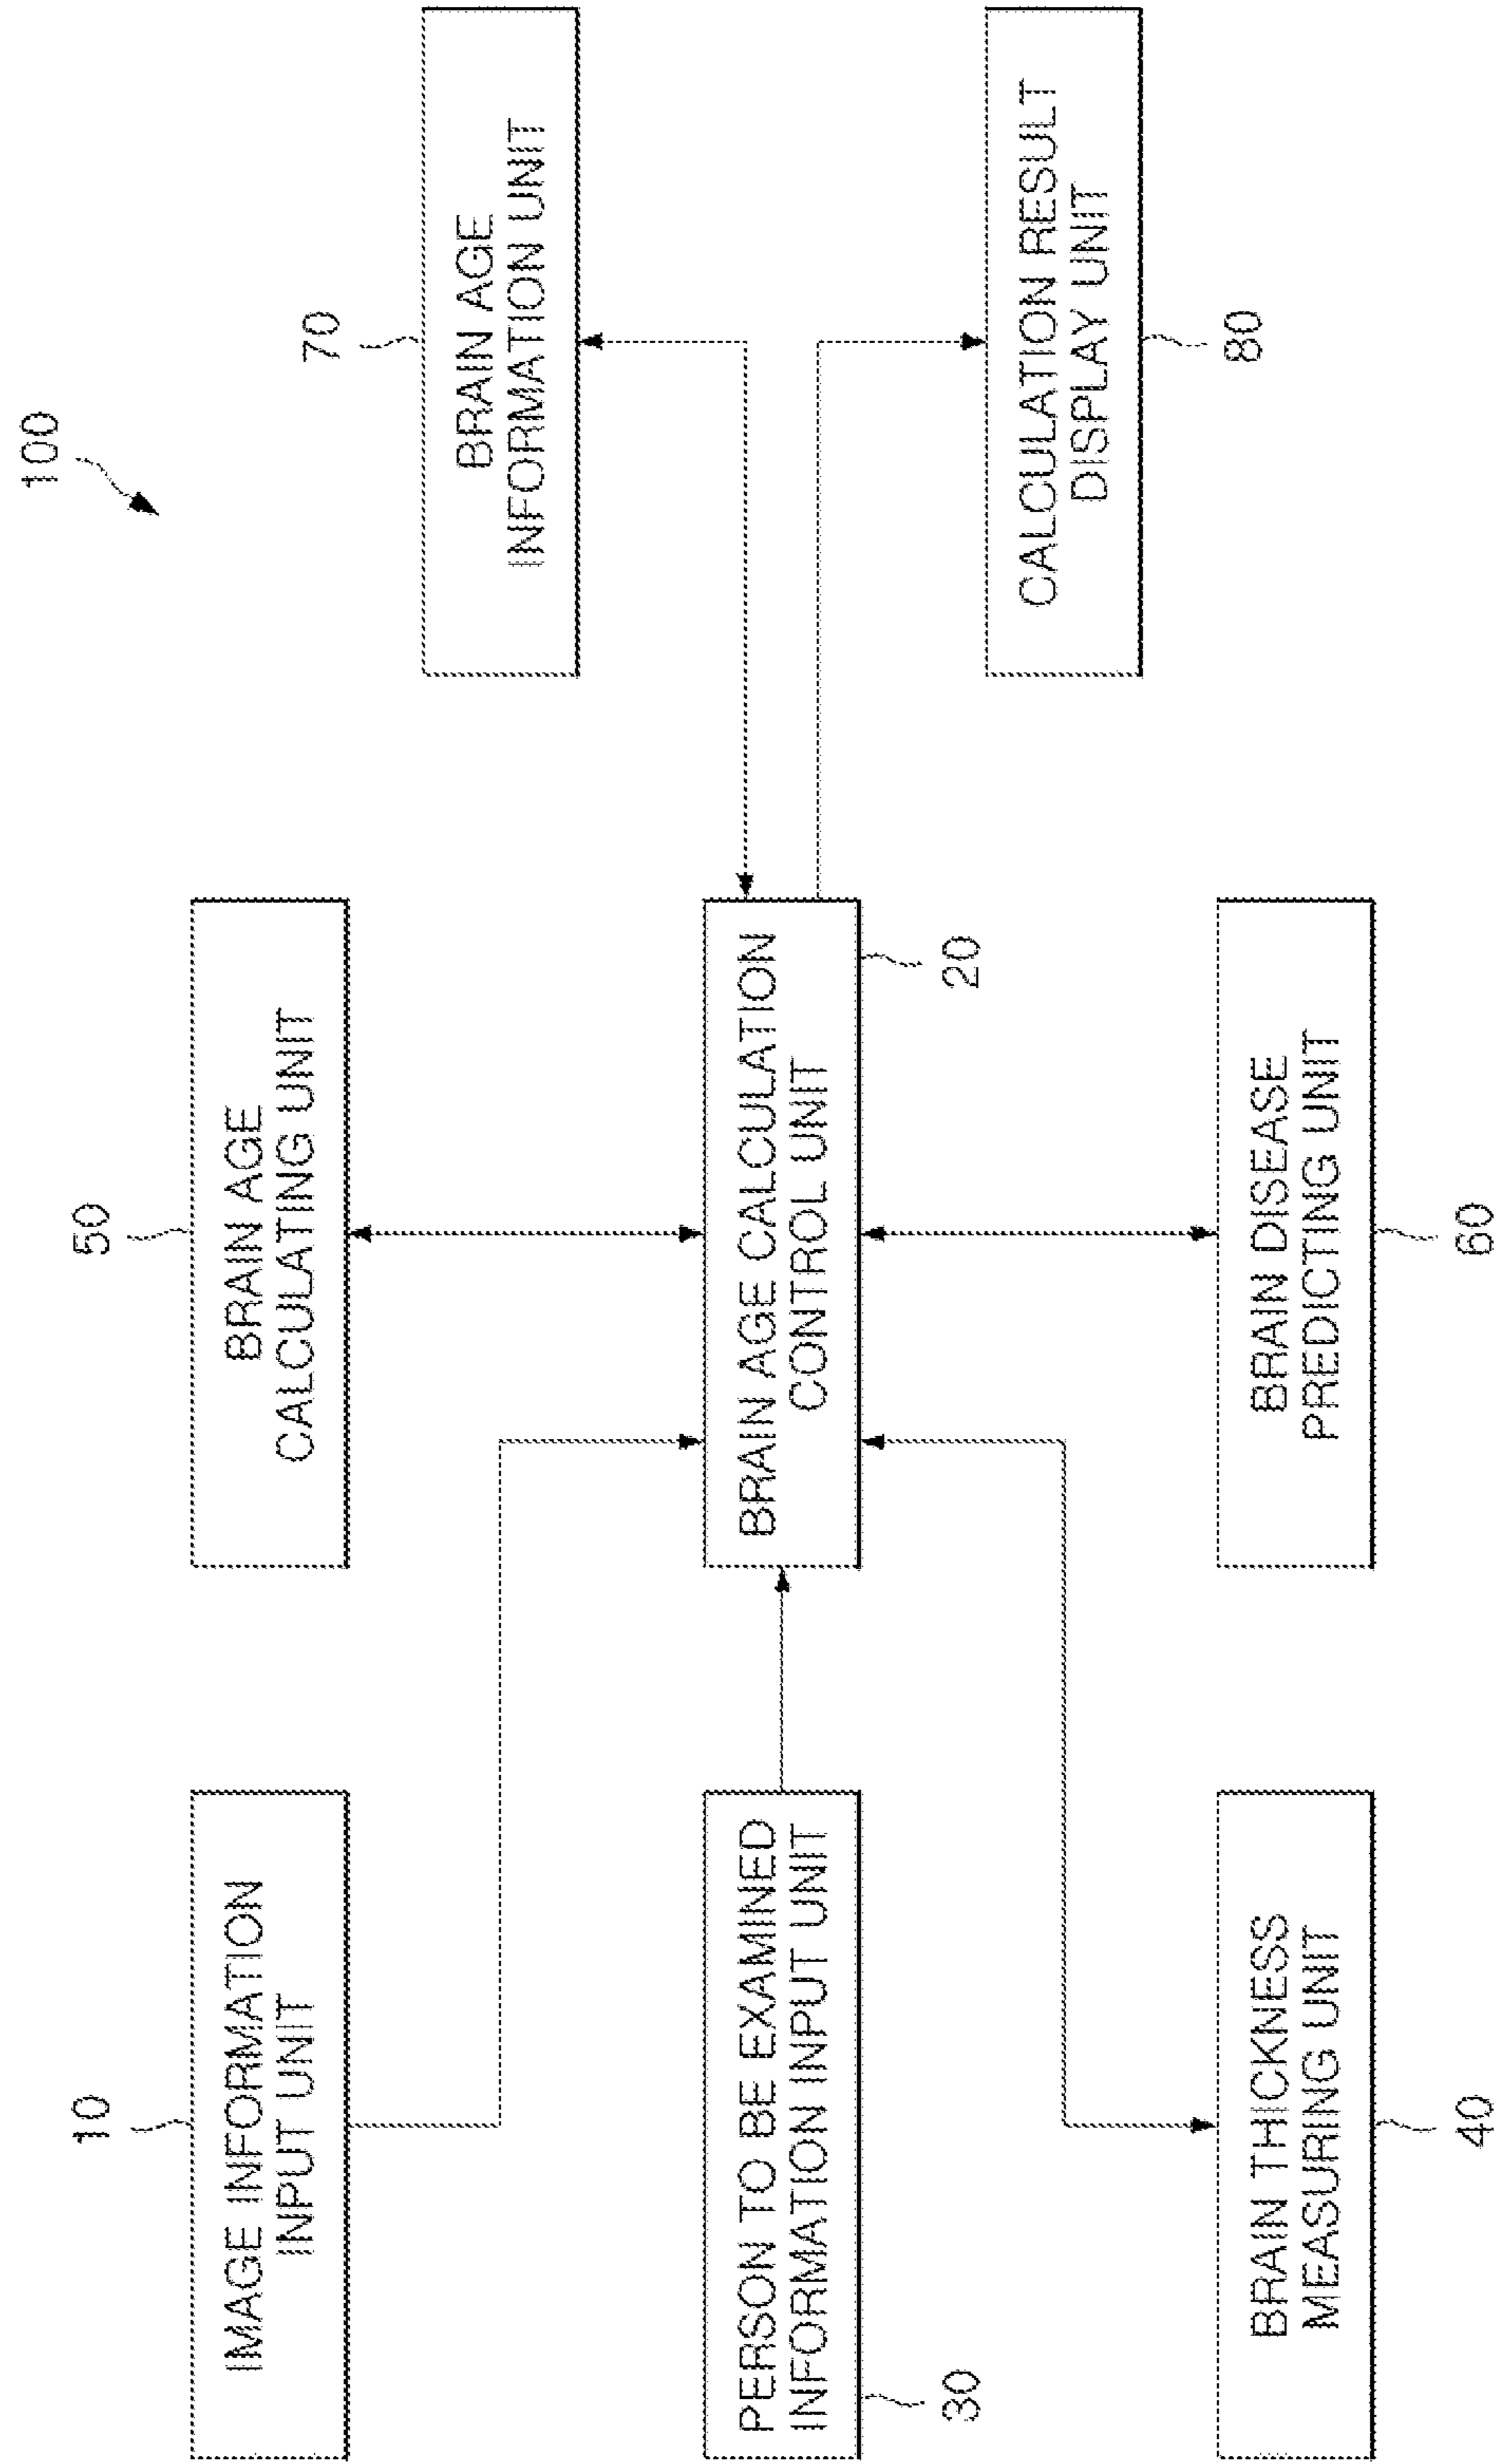 100
10
IMAGE INFORMATION
INPUT UNIT
50
BRAIN AGE
CALCULATING UNIT
70
BRAIN AGE
INFORMATION UNIT
PERSON TO BE EXAMINED
INFORMATION INPUT UNIT
30
BRAIN AGE CALCULATION
CONTROL UNIT
20
CALCULATION RESULT
DISPLAY UNIT
80
BRAIN THICKNESS
MEASURING UNIT
40
BRAIN DISEASE
PREDICTING UNIT
60